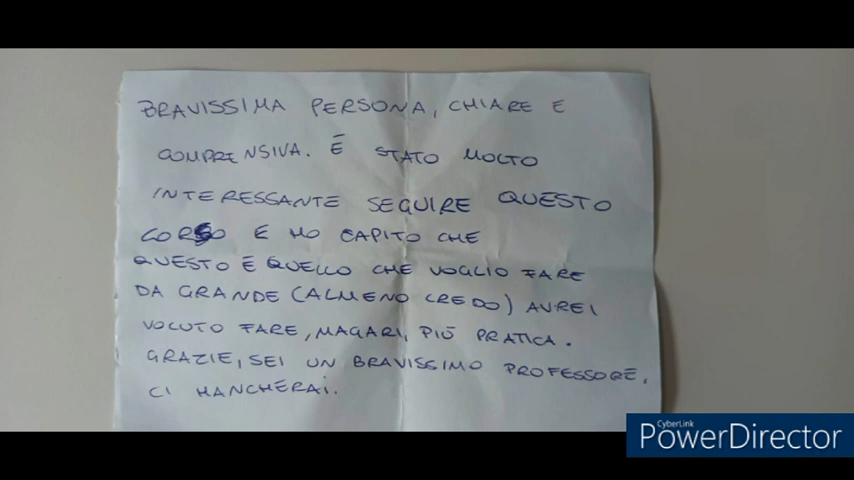 BRAVISSIMA PERSONA, CHIARE E
COMPRENSIVA. É STATO MOLTO
INTERESSANTE SEGUIRE QUESTO
CORSO E HO CAPITO CHE
QUESTO É QUELLO CHE VOGLIO FARE
DA GRANDE (ALMENO CREDO) AVREI
VOLUTO FARE, MAGARI, PIÚ PRATICA.
GRAZIE, SEI UN BRAVISSIMO PROFESSORE,
CI MANCHERAI.
CyberLink
PowerDirector